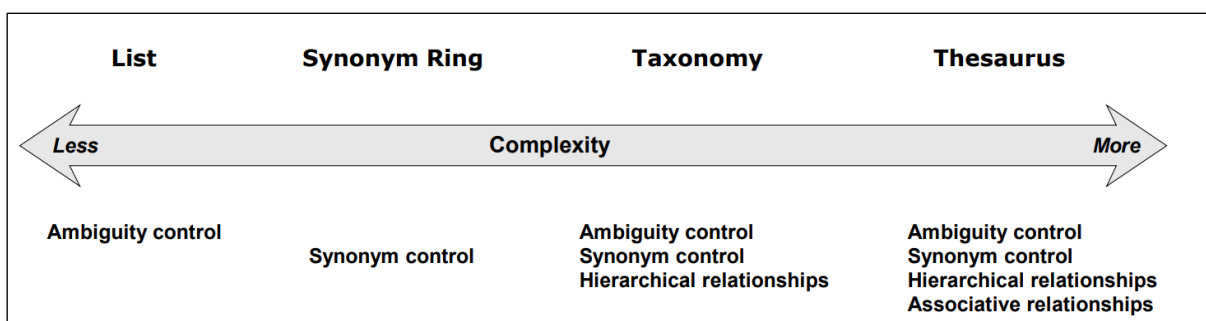 List Synonym Ring Taxonomy Thesaurus
Less Complexity More
Ambiguity control Ambiguity control Ambiguity control
Synonym control Synonym control Synonym control
Hierarchical relationships Hierarchical relationships
Associative relationships